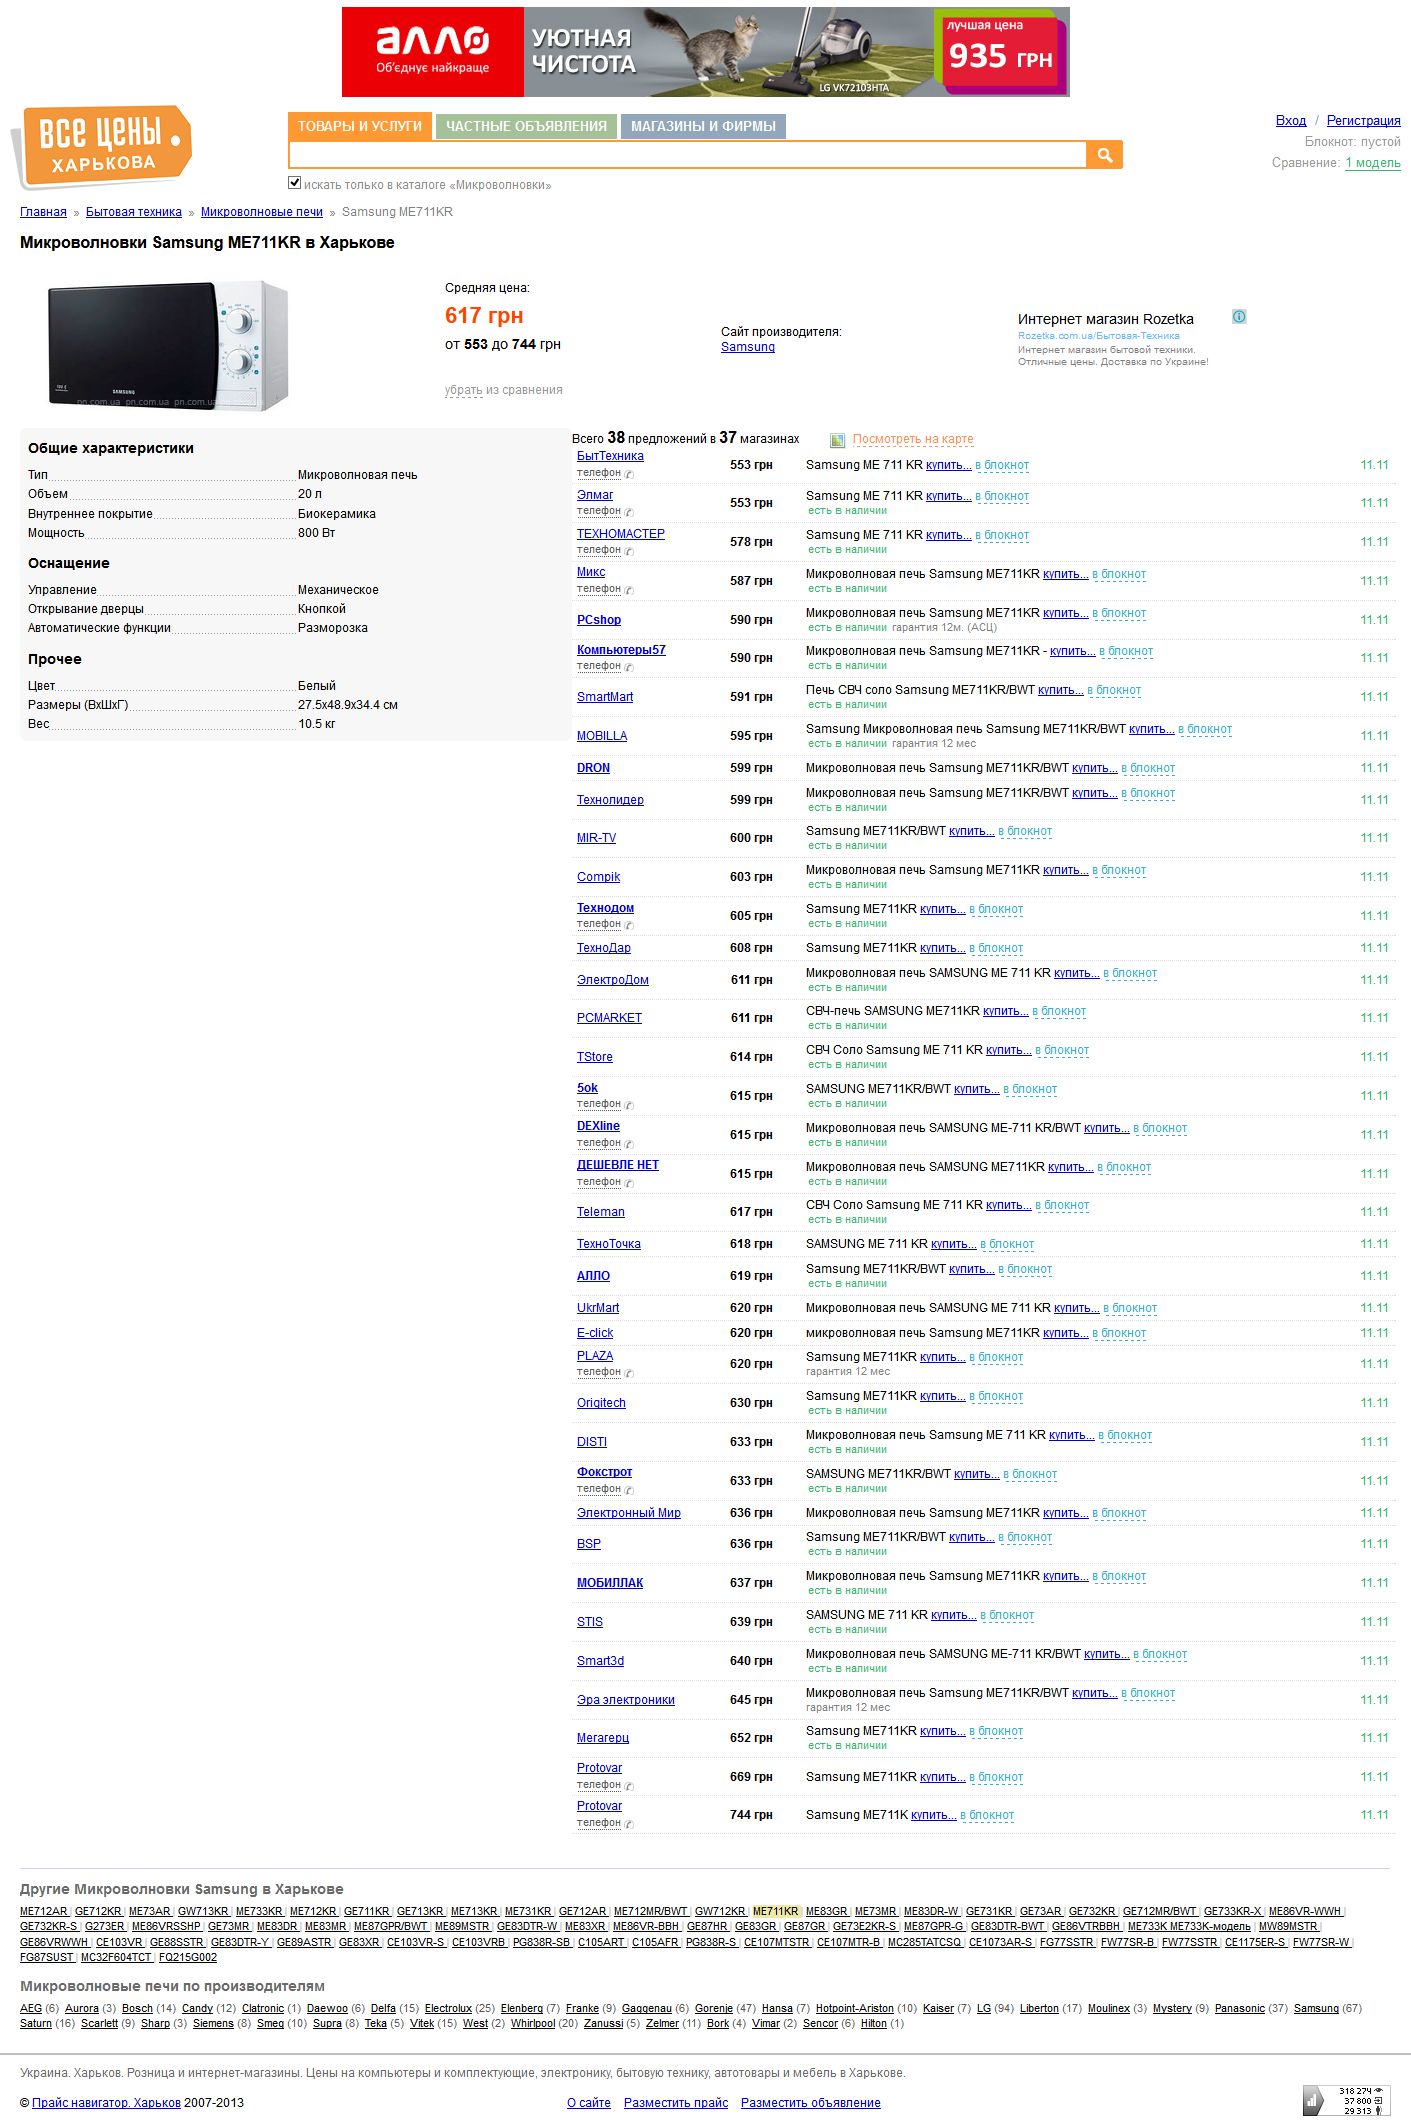 алло
Об'єднує найкраще
УЮТНАЯ
ЧИСТОТА
LG VK72103HTA
лучшая цена
935 ГРН
ВСЕ ЦЕНЫ
ХАРЬКОВА
ТОВАРЫ И УСЛУГИ ЧАСТНЫЕ ОБЪЯВЛЕНИЯ МАГАЗИНЫ И ФИРМЫ
Вход / Регистрация
Блокнот: пустой
Сравнение: 1 модель
искать только в каталоге «Микроволновки»
Главная » Бытовая техника » Микроволновые печи » Samsung ME711KR
Микроволновки Samsung ME711KR в Харькове
SAMSUNG
pn.com.ua pn.com.ua pn.com.ua
Средняя цена:
617 грн
от 553 до 744 грн
убрать из сравнения
Сайт производителя:
Samsung
Интернет магазин Rozetka
Rozetka.com.ua/Бытовая-Техника
Интернет магазин бытовой техники.
Отличные цены. Доставка по Украине!
Общие характеристики
Тип Микроволновая печь
Объем 20 л
Внутреннее покрытие Биокерамика
Мощность 800 Вт
Оснащение
Управление Механическое
Открывание дверцы Кнопкой
Автоматические функции Разморозка
Прочее
Цвет Белый
Размеры (ВхШхГ) 27.5x48.9x34.4 см
Вес 10.5 кг
Всего 38 предложений в 37 магазинах Посмотреть на карте
БытТехника 553 грн Samsung ME 711 KR купить... в блокнот 11.11
телефон
Элмаг 553 грн Samsung ME 711 KR купить... в блокнот 11.11
телефон есть в наличии
ТЕХНОМАСТЕР 578 грн Samsung ME 711 KR купить... в блокнот 11.11
телефон есть в наличии
Микс 587 грн Микроволновая печь Samsung ME711KR купить... в блокнот 11.11
телефон есть в наличии
PCshop 590 грн Микроволновая печь Samsung ME711KR купить... в блокнот 11.11
есть в наличии гарантия 12м. (АСЦ)
Компьютеры57 590 грн Микроволновая печь Samsung ME711KR - купить... в блокнот 11.11
телефон есть в наличии
SmartMart 591 грн Печь СВЧ соло Samsung ME711KR/BWT купить... в блокнот 11.11
есть в наличии
MOBILLA 595 грн Samsung Микроволновая печь Samsung ME711KR/BWT купить... в блокнот 11.11
есть в наличии гарантия 12 мес
DRON 599 грн Микроволновая печь Samsung ME711KR/BWT купить... в блокнот 11.11
Технолидер 599 грн Микроволновая печь Samsung ME711KR/BWT купить... в блокнот 11.11
есть в наличии
MIR-TV 600 грн Samsung ME711KR/BWT купить... в блокнот 11.11
есть в наличии
Compik 603 грн Микроволновая печь Samsung ME711KR купить... в блокнот 11.11
есть в наличии
Технодом 605 грн Samsung ME711KR купить... в блокнот 11.11
телефон есть в наличии
ТехноДар 608 грн Samsung ME711KR купить... в блокнот 11.11
ЭлектроДом 611 грн Микроволновая печь SAMSUNG ME 711 KR купить... в блокнот 11.11
есть в наличии
PCMARKET 611 грн СВЧ-печь SAMSUNG ME711KR купить... в блокнот 11.11
есть в наличии
TStore 614 грн СВЧ Соло Samsung ME 711 KR купить... в блокнот 11.11
есть в наличии
5ok 615 грн SAMSUNG ME711KR/BWT купить... в блокнот 11.11
телефон есть в наличии
DEXline 615 грн Микроволновая печь SAMSUNG ME-711 KR/BWT купить... в блокнот 11.11
телефон есть в наличии
ДЕШЕВЛЕ НЕТ 615 грн Микроволновая печь SAMSUNG ME711KR купить... в блокнот 11.11
телефон есть в наличии
Teleman 617 грн СВЧ Соло Samsung ME 711 KR купить... в блокнот 11.11
есть в наличии
ТехноТочка 618 грн SAMSUNG ME 711 KR купить... в блокнот 11.11
АЛЛО 619 грн Samsung ME711KR/BWT купить... в блокнот 11.11
есть в наличии
UkrMart 620 грн Микроволновая печь SAMSUNG ME 711 KR купить... в блокнот 11.11
E-click 620 грн микроволновая печь Samsung ME711KR купить... в блокнот 11.11
PLAZA 620 грн Samsung ME711KR купить... в блокнот 11.11
телефон гарантия 12 мес
Origitech 630 грн Samsung ME711KR купить... в блокнот 11.11
есть в наличии
DISTI 633 грн Микроволновая печь Samsung ME 711 KR купить... в блокнот 11.11
есть в наличии
Фокстрот 633 грн SAMSUNG ME711KR/BWT купить... в блокнот 11.11
телефон есть в наличии
Электронный Мир 636 грн Микроволновая печь Samsung ME711KR купить... в блокнот 11.11
BSP 636 грн Samsung ME711KR/BWT купить... в блокнот 11.11
есть в наличии
МОБИЛЛАК 637 грн Микроволновая печь Samsung ME711KR купить... в блокнот 11.11
есть в наличии
STIS 639 грн SAMSUNG ME 711 KR купить... в блокнот 11.11
есть в наличии
Smart3d 640 грн Микроволновая печь SAMSUNG ME-711 KR/BWT купить... в блокнот 11.11
есть в наличии
Эра электроники 645 грн Микроволновая печь Samsung ME711KR/BWT купить... в блокнот 11.11
гарантия 12 мес
Мегагерц 652 грн Samsung ME711KR купить... в блокнот 11.11
есть в наличии
Protovar 669 грн Samsung ME711KR купить... в блокнот 11.11
телефон
Protovar 744 грн Samsung ME711K купить... в блокнот 11.11
телефон
Другие Микроволновки Samsung в Харькове
ME712AR | GE712KR | ME73AR | GW713KR | ME733KR | ME712KR | GE711KR | GE713KR | ME713KR | ME731KR | GE712AR | ME712MR/BWT | GW712KR | ME711KR | ME83GR | ME73MR | ME83DR-W | GE731KR | GE73AR | GE732KR | GE712MR/BWT | GE733KR-X | ME86VR-WWH |
GE732KR-S | G273ER | ME86VRSSHP | GE73MR | ME83DR | ME83MR | ME87GPR/BWT | ME89MSTR | GE83DTR-W | ME83XR | ME86VR-BBH | GE87HR | GE83GR | GE87GR | GE73E2KR-S | ME87GPR-G | GE83DTR-BWT | GE86VTRBBH | ME733K ME733K-модель | MW89MSTR |
GE86VRWWH | CE103VR | GE88SSTR | GE83DTR-Y | GE89ASTR | GE83XR | CE103VR-S | CE103VRB | PG838R-SB | C105ART | C105AFR | PG838R-S | CE107MTSTR | CE107MTR-B | MC285TATCSQ | CE1073AR-S | FG77SSTR | FW77SR-B | FW77SSTR | CE1175ER-S | FW77SR-W |
FG87SUST | MC32F604TCT | FQ215G002
Микроволновые печи по производителям
AEG (6) Aurora (3) Bosch (14) Candy (12) Clatronic (1) Daewoo (6) Delfa (15) Electrolux (25) Elenberg (7) Franke (9) Gaggenau (6) Gorenje (47) Hansa (7) Hotpoint-Ariston (10) Kaiser (7) LG (94) Liberton (17) Moulinex (3) Mystery (9) Panasonic (37) Samsung (67)
Saturn (16) Scarlett (9) Sharp (3) Siemens (8) Smeg (10) Supra (8) Teka (5) Vitek (15) West (2) Whirlpool (20) Zanussi (5) Zelmer (11) Bork (4) Vimar (2) Sencor (6) Hilton (1)
Украина. Харьков. Розница и интернет-магазины. Цены на компьютеры и комплектующие, электронику, бытовую технику, автотовары и мебель в Харькове.
© Прайс навигатор. Харьков 2007-2013 О сайте Разместить прайс Разместить объявление
318 274
37 800
29 313